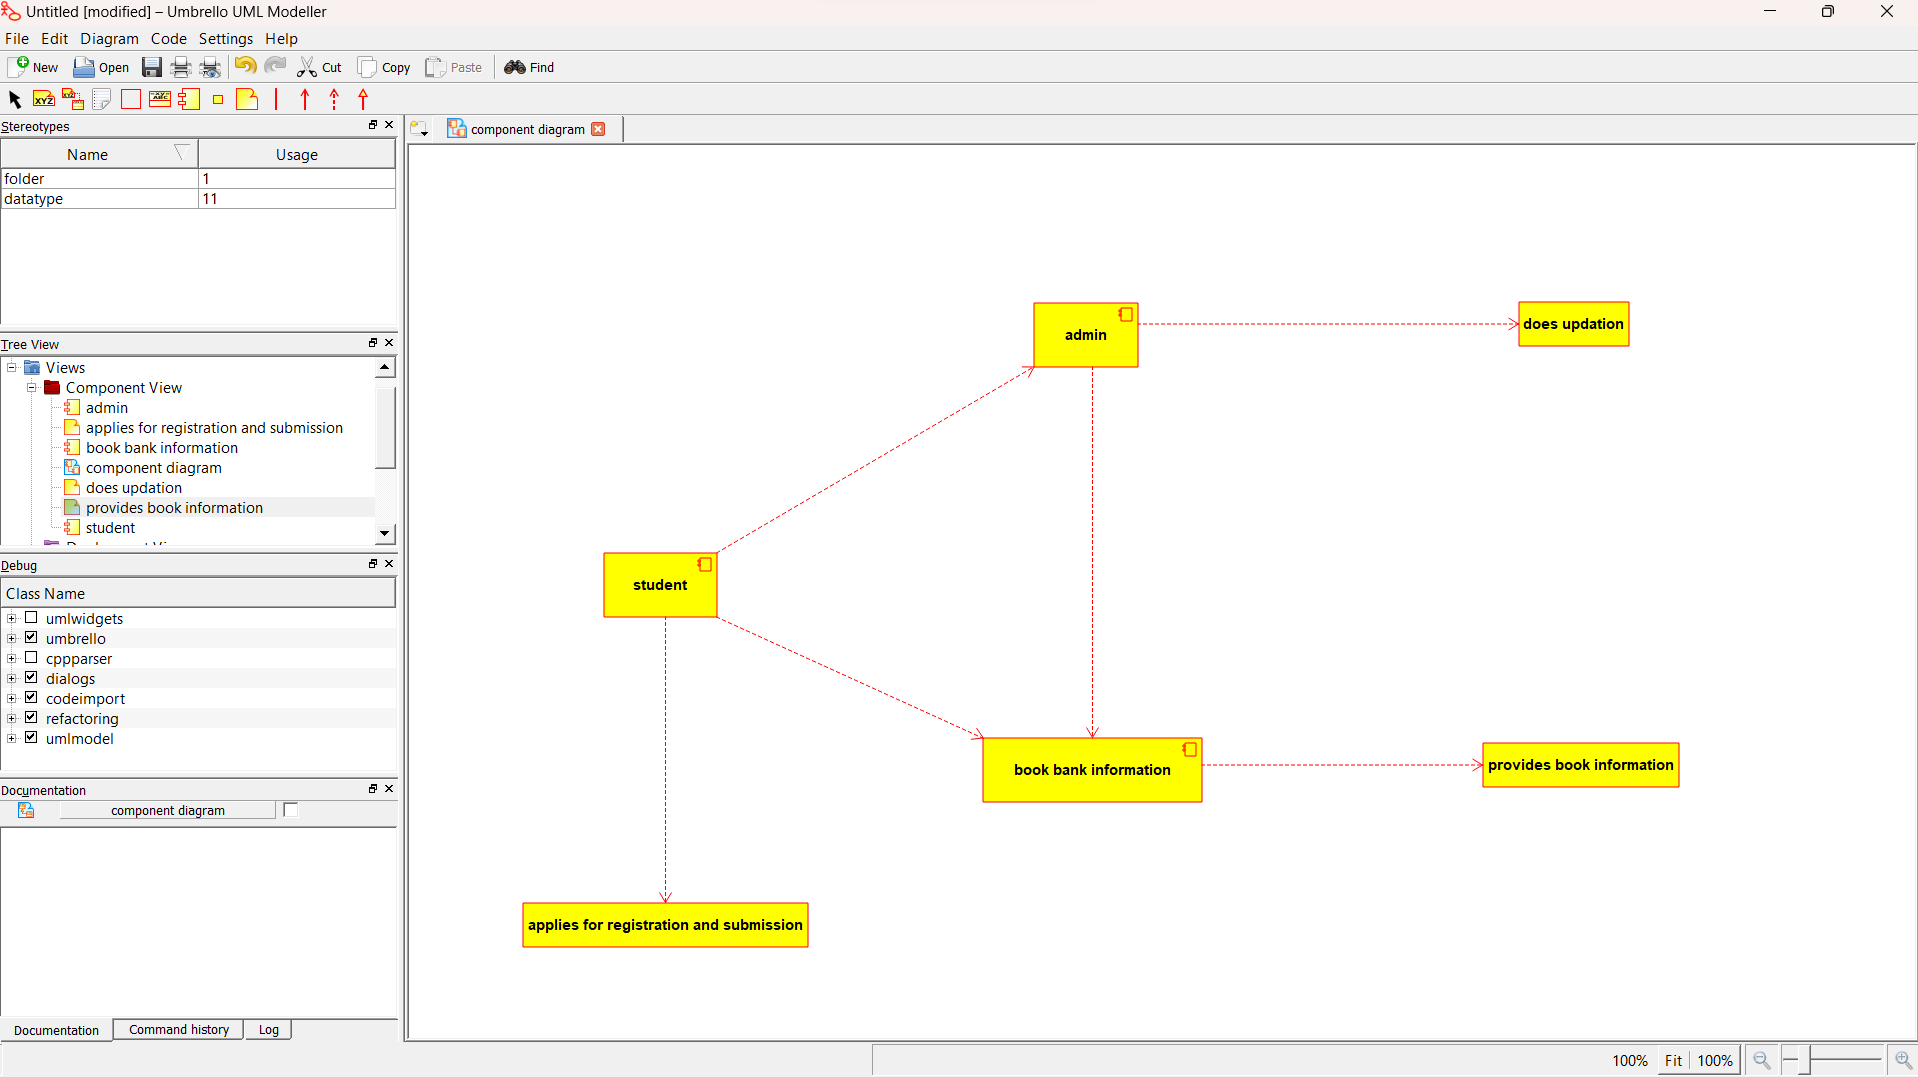 Untitled [modified] – Umbrello UML Modeller
File Edit Diagram Code Settings Help
New Open Cut Copy Paste Find
XYZ XYZ ABC
Stereotypes
component diagram
Name Usage
folder 1
datatype 11
Tree View
Views
Component View
admin
applies for registration and submission
book bank information
component diagram
does updation
provides book information
student
Debug
Class Name
umlwidgets
umbrello
cppparser
dialogs
codeimport
refactoring
umlmodel
Documentation
component diagram
Documentation Command history Log
admin
does updation
student
book bank information
provides book information
applies for registration and submission
100% Fit 100%